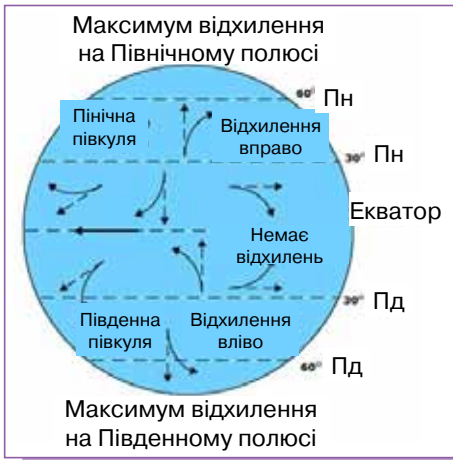 Максимум відхилення
на Північному полюсі
60° Пн
Пінічна
півкуля
Відхилення
вправо
30° Пн
Екватор
Немає
відхилень
30° Пд
Південна
півкуля
Відхилення
вліво
60° Пд
Максимум відхилення
на Південному полюсі